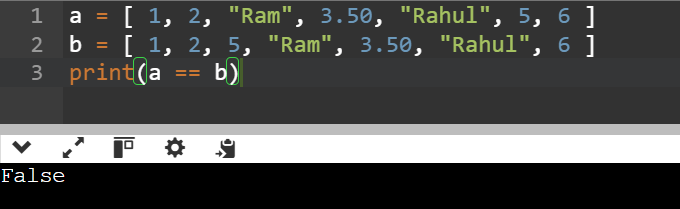 1 a = [ 1, 2, "Ram", 3.50, "Rahul", 5, 6 ]
2 b = [ 1, 2, 5, "Ram", 3.50, "Rahul", 6 ]
3 print(a == b)
False